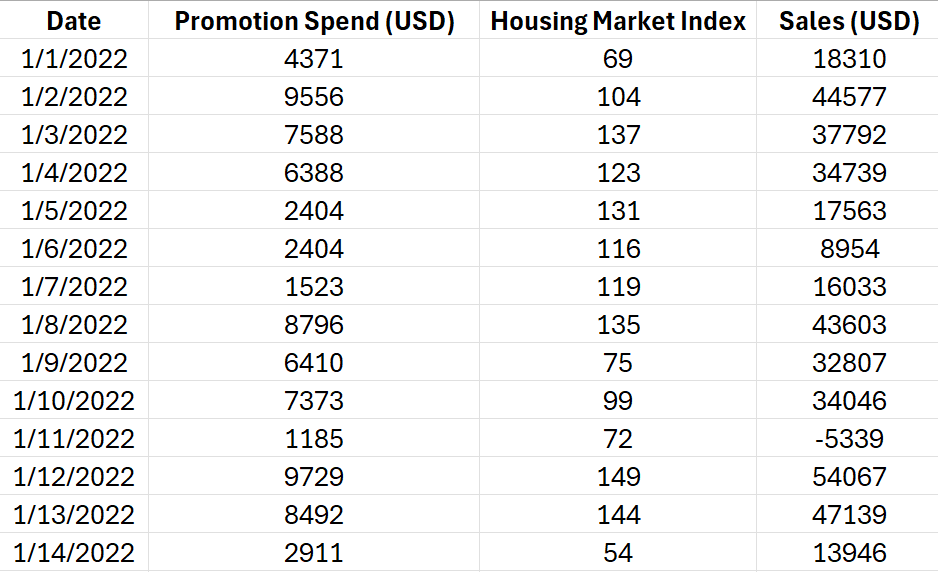 Date Promotion Spend (USD) Housing Market Index Sales (USD)
1/1/2022 4371 69 18310
1/2/2022 9556 104 44577
1/3/2022 7588 137 37792
1/4/2022 6388 123 34739
1/5/2022 2404 131 17563
1/6/2022 2404 116 8954
1/7/2022 1523 119 16033
1/8/2022 8796 135 43603
1/9/2022 6410 75 32807
1/10/2022 7373 99 34046
1/11/2022 1185 72 -5339
1/12/2022 9729 149 54067
1/13/2022 8492 144 47139
1/14/2022 2911 54 13946